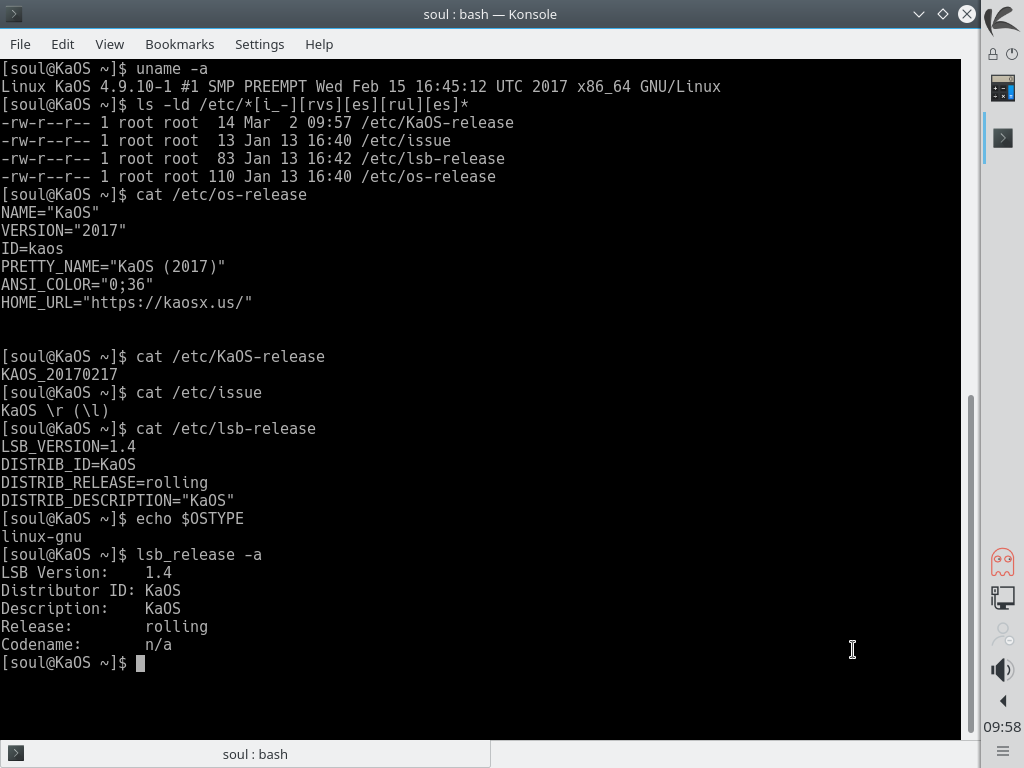 soul : bash — Konsole
File Edit View Bookmarks Settings Help
[soul@KaOS ~]$ uname -a
Linux KaOS 4.9.10-1 #1 SMP PREEMPT Wed Feb 15 16:45:12 UTC 2017 x86_64 GNU/Linux
[soul@KaOS ~]$ ls -ld /etc/*[i_-][rvs][es][rul][es]*
-rw-r--r-- 1 root root  14 Mar  2 09:57 /etc/KaOS-release
-rw-r--r-- 1 root root  13 Jan 13 16:40 /etc/issue
-rw-r--r-- 1 root root  83 Jan 13 16:42 /etc/lsb-release
-rw-r--r-- 1 root root 110 Jan 13 16:40 /etc/os-release
[soul@KaOS ~]$ cat /etc/os-release
NAME="KaOS"
VERSION="2017"
ID=kaos
PRETTY_NAME="KaOS (2017)"
ANSI_COLOR="0;36"
HOME_URL="https://kaosx.us/"
[soul@KaOS ~]$ cat /etc/KaOS-release
KAOS_20170217
[soul@KaOS ~]$ cat /etc/issue
KaOS \r (\l)
[soul@KaOS ~]$ cat /etc/lsb-release
LSB_VERSION=1.4
DISTRIB_ID=KaOS
DISTRIB_RELEASE=rolling
DISTRIB_DESCRIPTION="KaOS"
[soul@KaOS ~]$ echo $OSTYPE
linux-gnu
[soul@KaOS ~]$ lsb_release -a
LSB Version:    1.4
Distributor ID: KaOS
Description:    KaOS
Release:        rolling
Codename:       n/a
[soul@KaOS ~]$
soul : bash
09:58